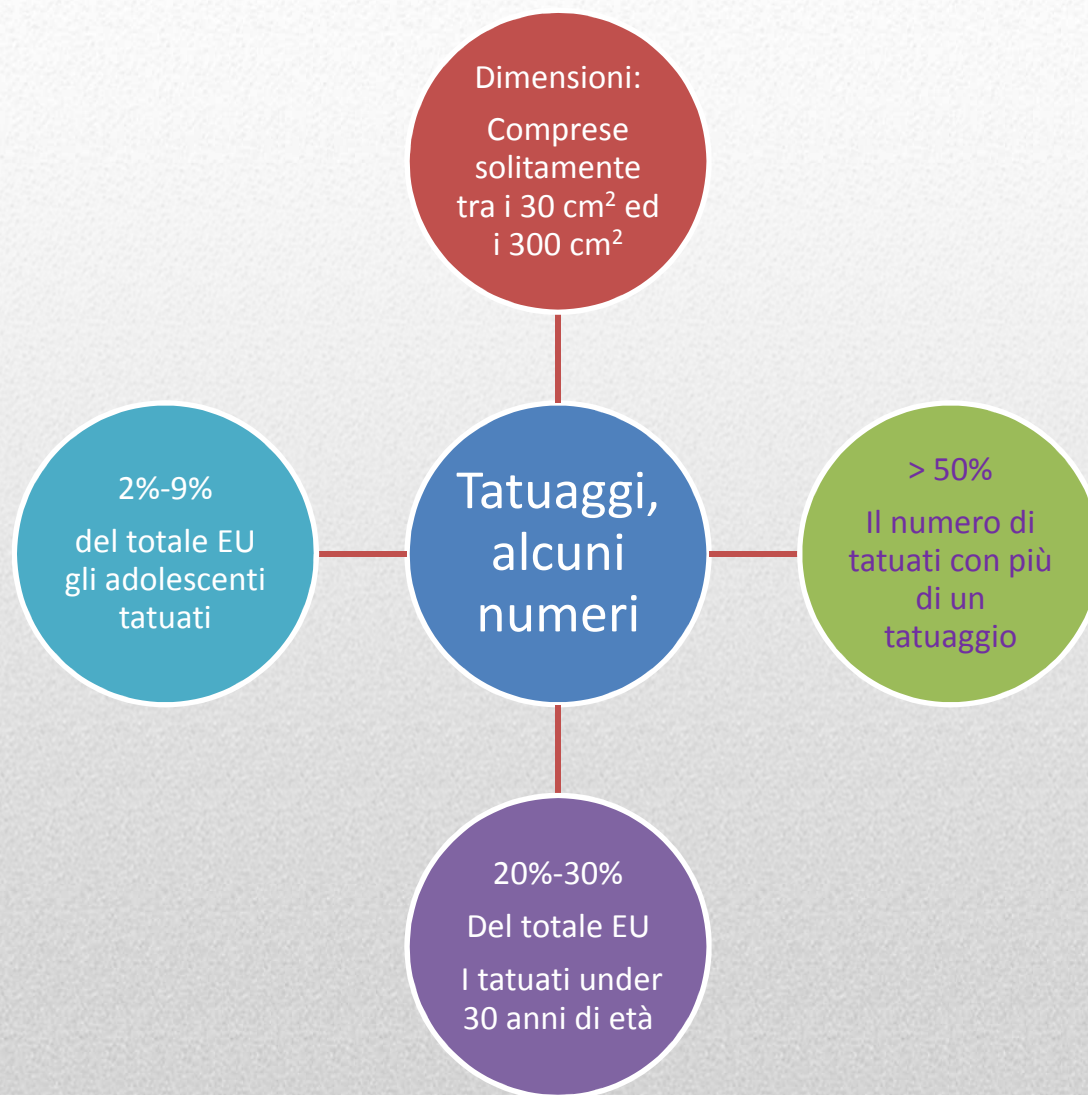 Dimensioni:
Comprese
solitamente
tra i 30 cm² ed
i 300 cm²
2%-9%
del totale EU
gli adolescenti
tatuati
Tatuaggi,
alcuni
numeri
> 50%
Il numero di
tatuati con più
di un
tatuaggio
20%-30%
Del totale EU
I tatuati under
30 anni di età